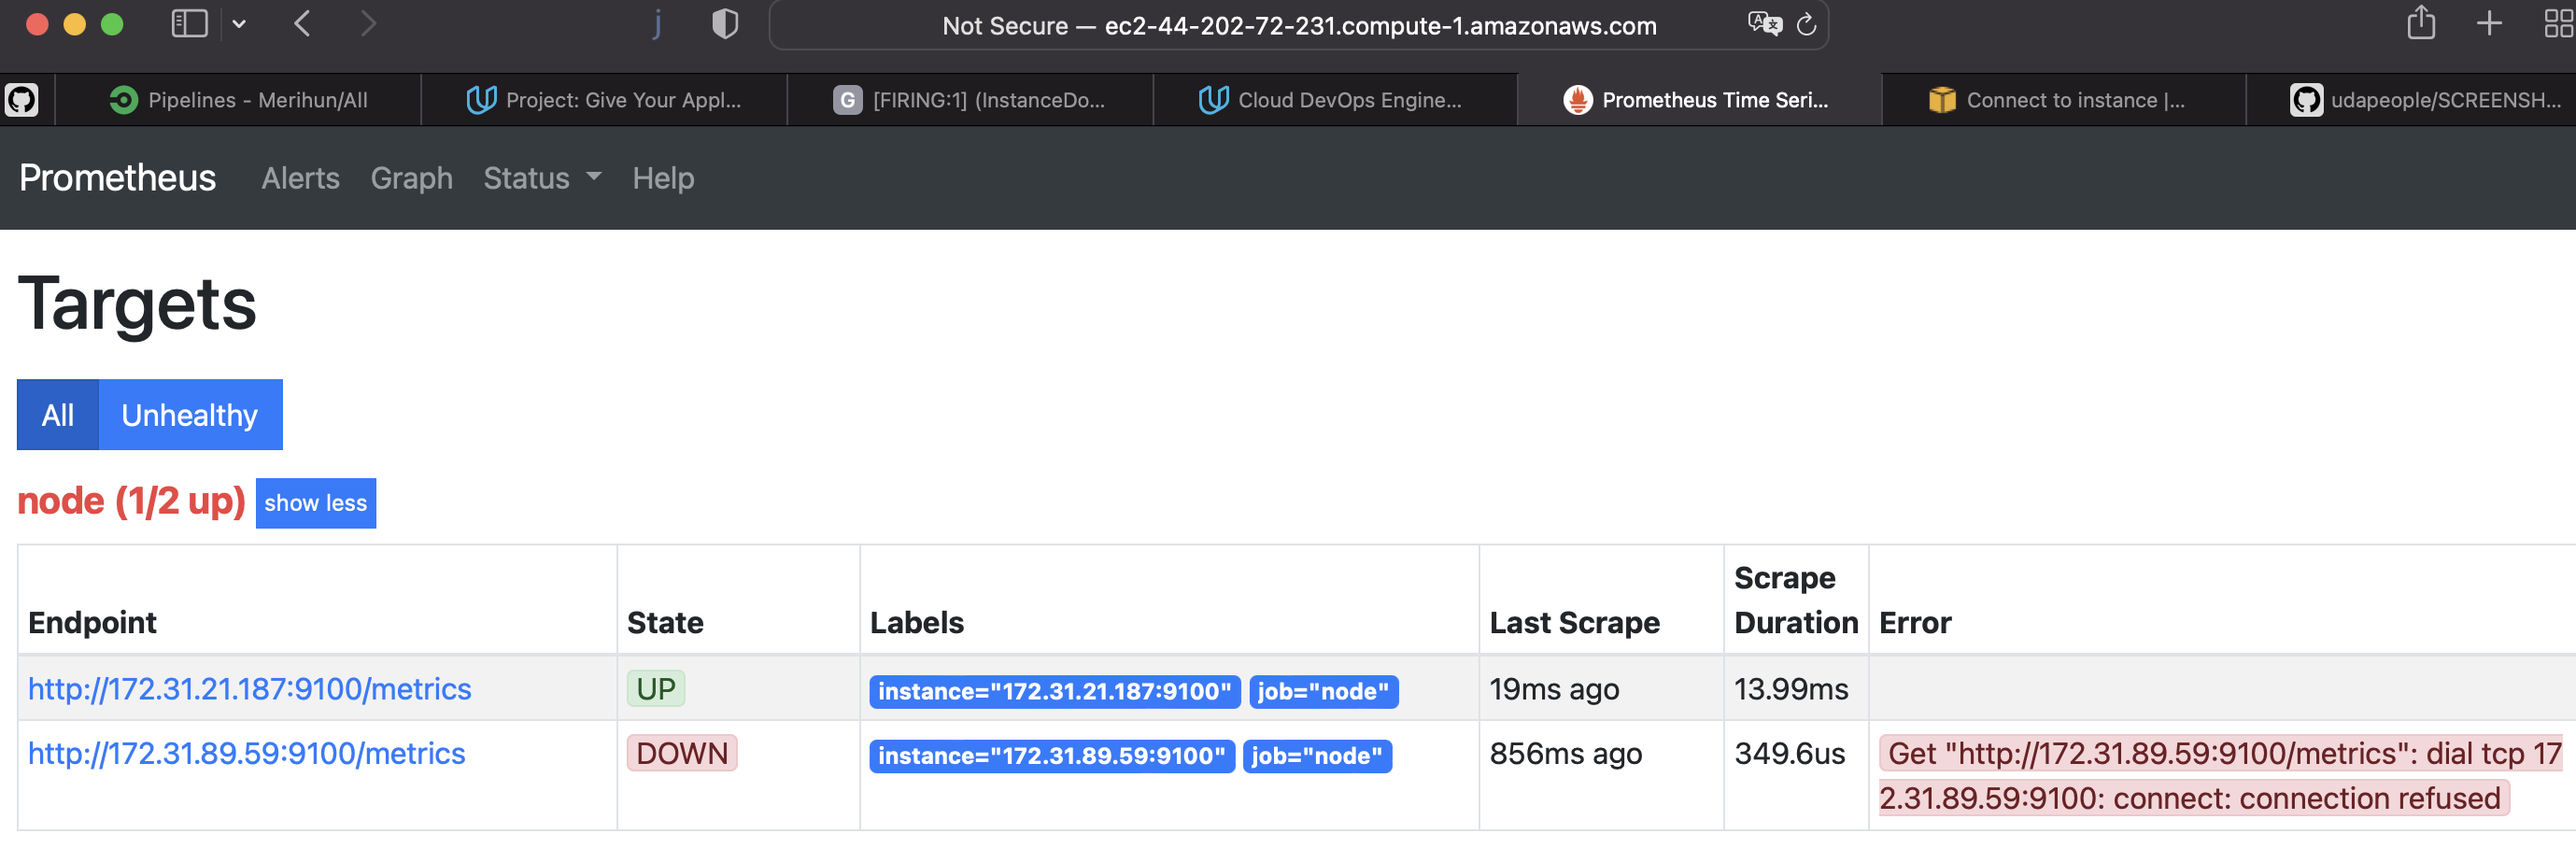 Not Secure — ec2-44-202-72-231.compute-1.amazonaws.com
Pipelines - Merihun/All
Project: Give Your Appl...
G [FIRING:1] (InstanceDo...
Cloud DevOps Engine...
Prometheus Time Seri...
Connect to instance |...
udapeople/SCREENSH...
Prometheus Alerts Graph Status Help
Targets
All Unhealthy
node (1/2 up) show less
Endpoint State Labels Last Scrape Scrape Duration Error
http://172.31.21.187:9100/metrics UP instance="172.31.21.187:9100" job="node" 19ms ago 13.99ms
http://172.31.89.59:9100/metrics DOWN instance="172.31.89.59:9100" job="node" 856ms ago 349.6us Get "http://172.31.89.59:9100/metrics": dial tcp 17
2.31.89.59:9100: connect: connection refused